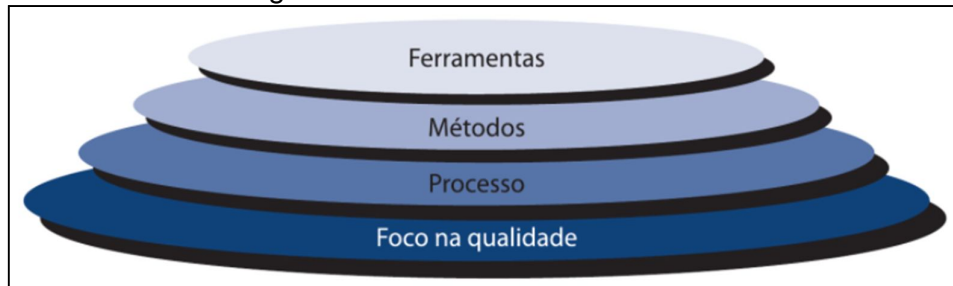 Ferramentas
Métodos
Processo
Foco na qualidade